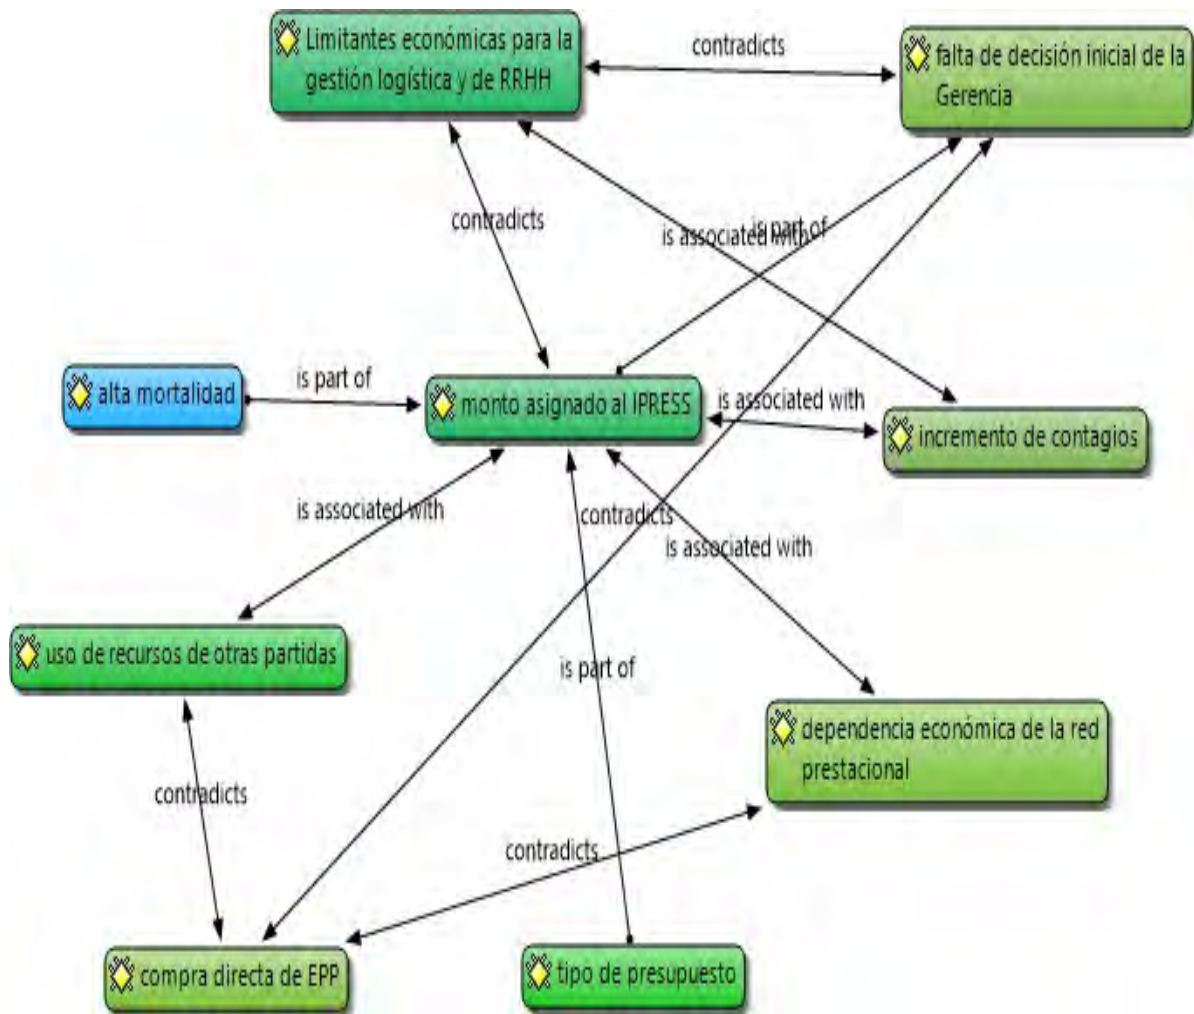 Limitantes económicas para la
gestión logística y de RRHH
contradicts
falta de decisión inicial de la
Gerencia
contradicts
is associated with
is part of
alta mortalidad
is part of
monto asignado al IPRESS
is associated with
incremento de contagios
is associated with
contradicts
is associated with
uso de recursos de otras partidas
is part of
dependencia económica de la red
prestacional
contradicts
contradicts
compra directa de EPP
tipo de presupuesto